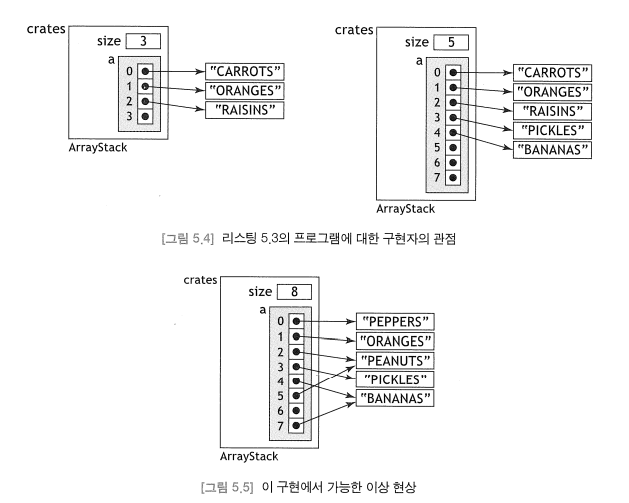 crates
size 3
a
0 "CARROTS"
1 "ORANGES"
2 "RAISINS"
3
ArrayStack
crates
size 5
a
0 "CARROTS"
1 "ORANGES"
2 "RAISINS"
3 "PICKLES"
4 "BANANAS"
5
6
7
ArrayStack
[그림 5.4] 리스팅 5.3의 프로그램에 대한 구현자의 관점
crates
size 8
a
0 "PEPPERS"
1 "ORANGES"
2 "PEANUTS"
3 "PICKLES"
4 "BANANAS"
5
6
7
ArrayStack
[그림 5.5] 이 구현에서 가능한 이상 현상